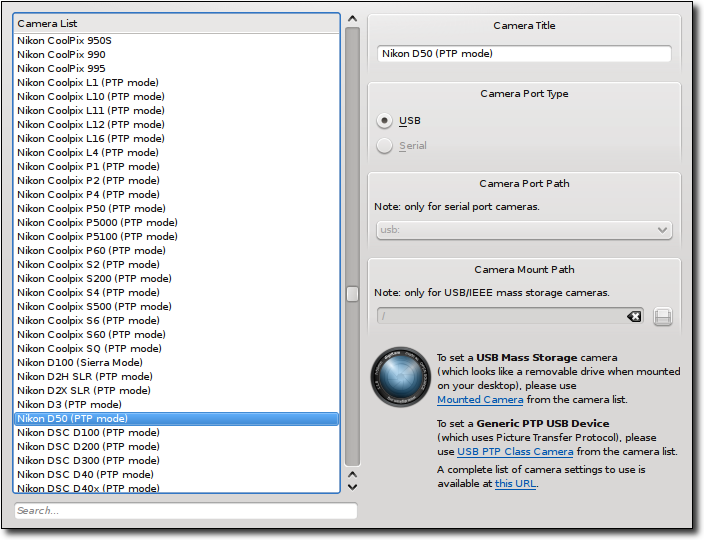 Camera List
Nikon CoolPix 950S
Nikon CoolPix 990
Nikon CoolPix 995
Nikon Coolpix L1 (PTP mode)
Nikon Coolpix L10 (PTP mode)
Nikon Coolpix L11 (PTP mode)
Nikon Coolpix L12 (PTP mode)
Nikon Coolpix L16 (PTP mode)
Nikon Coolpix L4 (PTP mode)
Nikon Coolpix P1 (PTP mode)
Nikon Coolpix P2 (PTP mode)
Nikon Coolpix P4 (PTP mode)
Nikon Coolpix P50 (PTP mode)
Nikon Coolpix P5000 (PTP mode)
Nikon Coolpix P5100 (PTP mode)
Nikon Coolpix P60 (PTP mode)
Nikon Coolpix S2 (PTP mode)
Nikon Coolpix S200 (PTP mode)
Nikon Coolpix S4 (PTP mode)
Nikon Coolpix S500 (PTP mode)
Nikon Coolpix S6 (PTP mode)
Nikon Coolpix S60 (PTP mode)
Nikon Coolpix SQ (PTP mode)
Nikon D100 (Sierra Mode)
Nikon D2H SLR (PTP mode)
Nikon D2X SLR (PTP mode)
Nikon D3 (PTP mode)
Nikon D50 (PTP mode)
Nikon DSC D100 (PTP mode)
Nikon DSC D200 (PTP mode)
Nikon DSC D300 (PTP mode)
Nikon DSC D40 (PTP mode)
Nikon DSC D40x (PTP mode)
Search...
Camera Title
Nikon D50 (PTP mode)
Camera Port Type
USB
Serial
Camera Port Path
Note: only for serial port cameras.
usb:
Camera Mount Path
Note: only for USB/IEEE mass storage cameras.
/
To set a USB Mass Storage camera
(which looks like a removable drive when mounted
on your desktop), please use
Mounted Camera from the camera list.
To set a Generic PTP USB Device
(which uses Picture Transfer Protocol), please
use USB PTP Class Camera from the camera list.
A complete list of camera settings to use is
available at this URL.